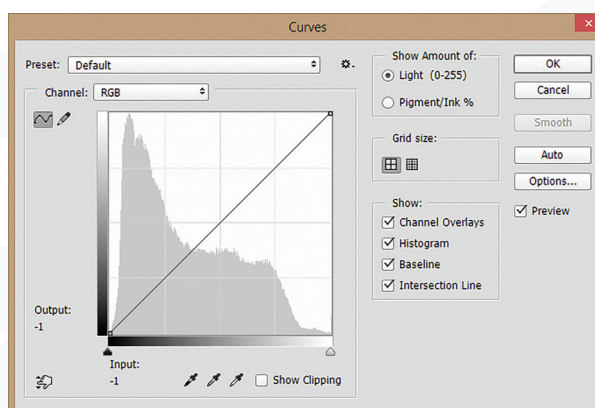 Curves
Preset: Default
Channel: RGB
Output:
-1
Input:
-1
Show Clipping
Show Amount of:
Light (0-255)
Pigment/Ink %
Grid size:
Show:
Channel Overlays
Histogram
Baseline
Intersection Line
OK
Cancel
Smooth
Auto
Options...
Preview